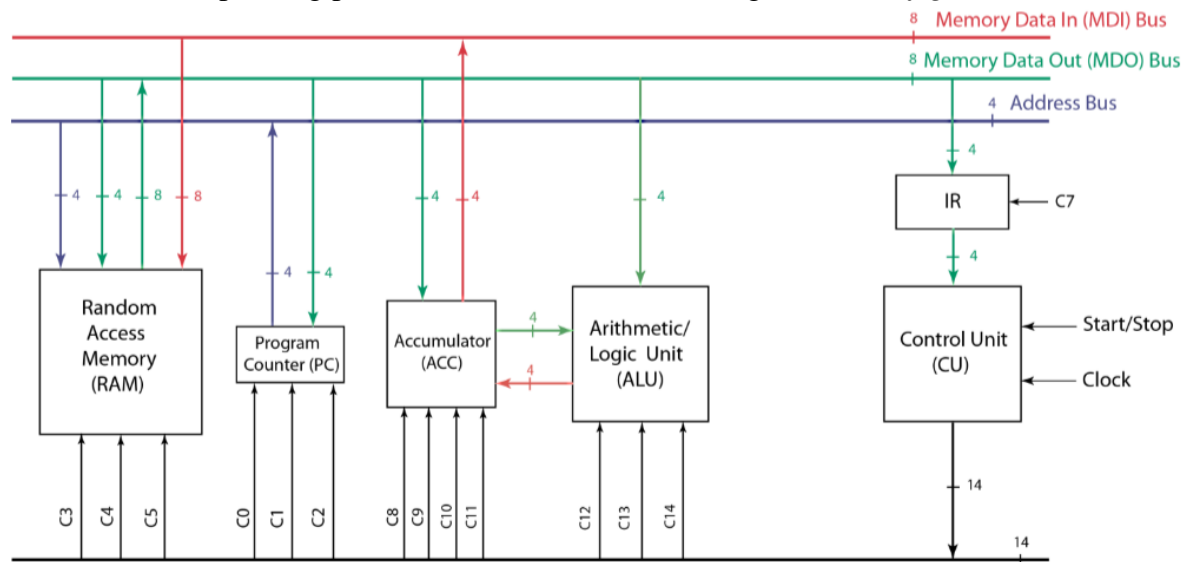 8 Memory Data In (MDI) Bus
8 Memory Data Out (MDO) Bus
4 Address Bus
4
4
8
8
4
4
4
4
4
4
IR
C7
4
Random
Access
Memory
(RAM)
Program
Counter (PC)
Accumulator
(ACC)
4
4
Arithmetic/
Logic Unit
(ALU)
Control Unit
(CU)
Start/Stop
Clock
C3
C4
C5
C0
C1
C2
C8
C9
C10
C11
C12
C13
C14
14
14